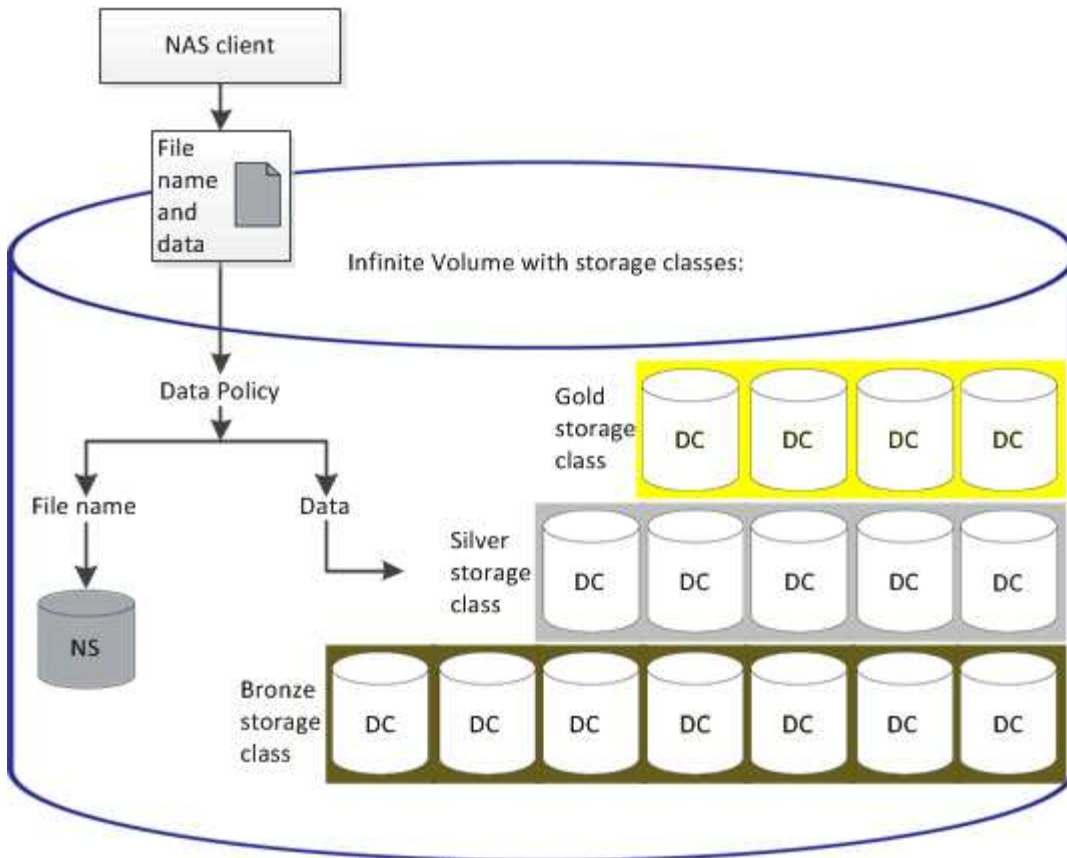 NAS client
File
name
and
data
Infinite Volume with storage classes:
Data Policy
File name
Data
NS
Gold
storage
class
DC DC DC DC
Silver
storage
class
DC DC DC DC DC
Bronze
storage
class
DC DC DC DC DC DC DC